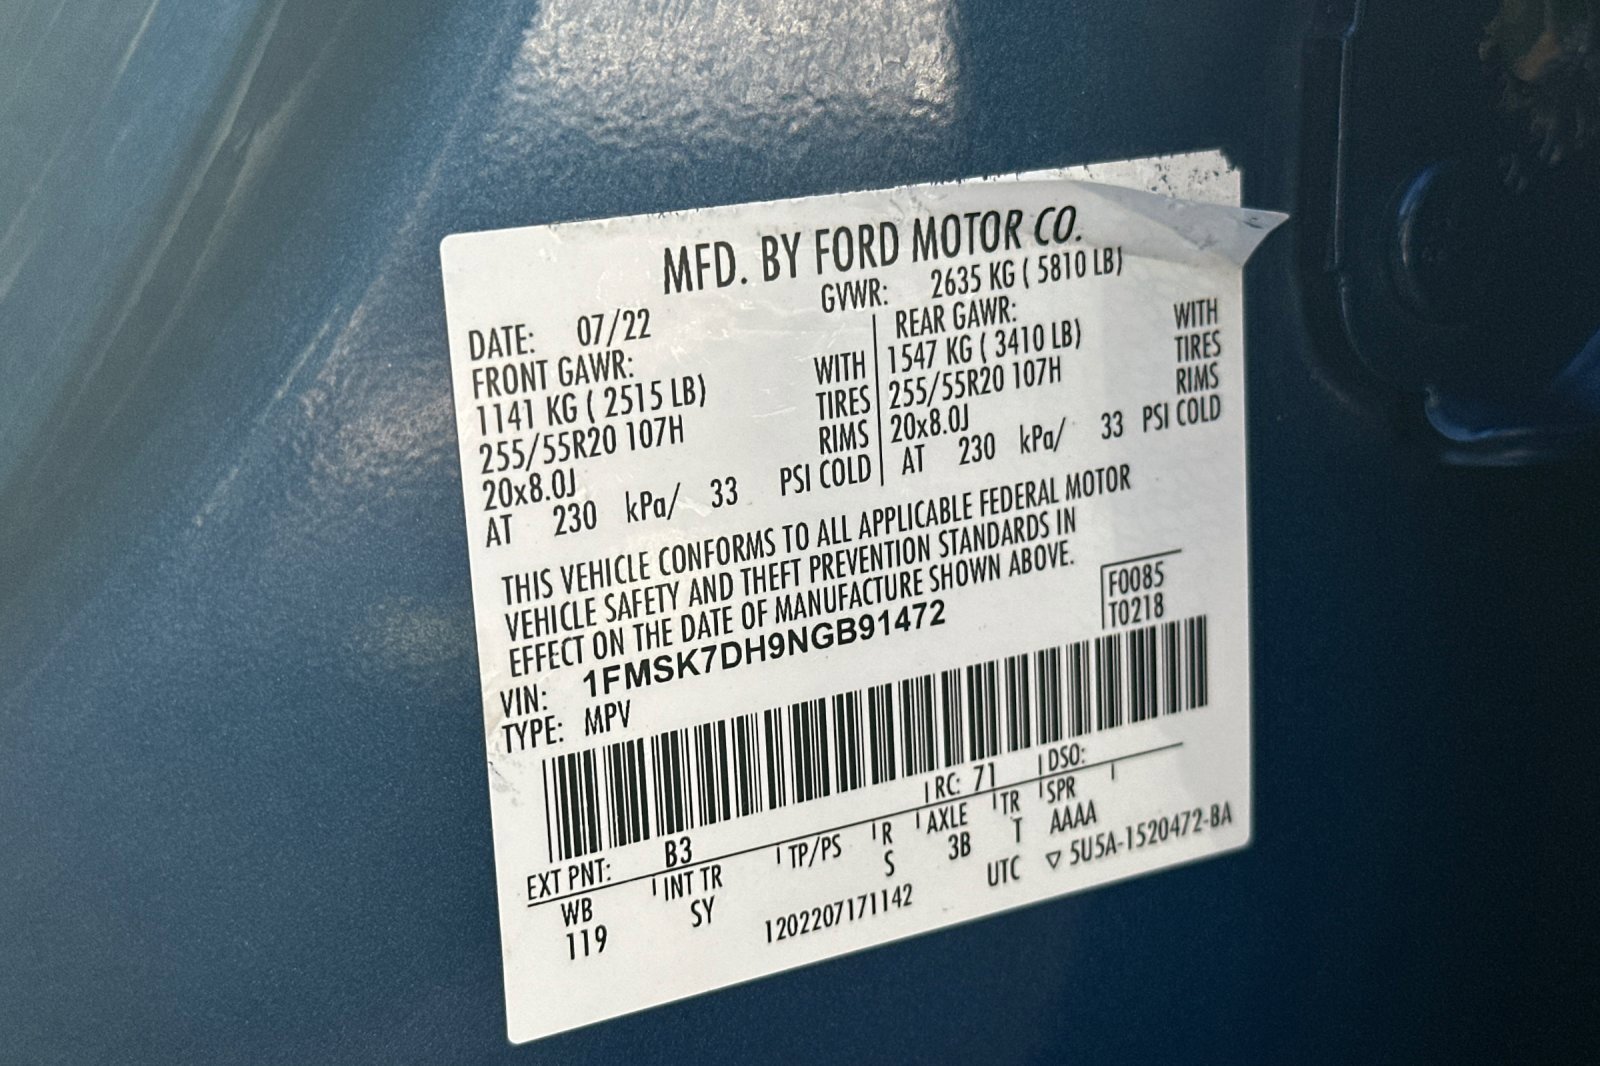 MFD. BY FORD MOTOR CO.
DATE: 07/22 GVWR: 2635 KG ( 5810 LB)
FRONT GAWR: REAR GAWR:
1141 KG ( 2515 LB) WITH 1547 KG ( 3410 LB) WITH
255/55R20 107H TIRES 255/55R20 107H TIRES
20x8.0J RIMS 20x8.0J RIMS
AT 230 kPa/ 33 PSI COLD AT 230 kPa/ 33 PSI COLD
THIS VEHICLE CONFORMS TO ALL APPLICABLE FEDERAL MOTOR
VEHICLE SAFETY AND THEFT PREVENTION STANDARDS IN
EFFECT ON THE DATE OF MANUFACTURE SHOWN ABOVE.
VIN: 1FMSK7DH9NGB91472 F0085
TYPE: MPV T0218
EXT PNT: B3 RC: 71 DSO:
WB INT TR TP/PS R AXLE TR SPR
119 SY S 3B T AAAA
1202207171142 UTC ▽ 5U5A-1520472-BA